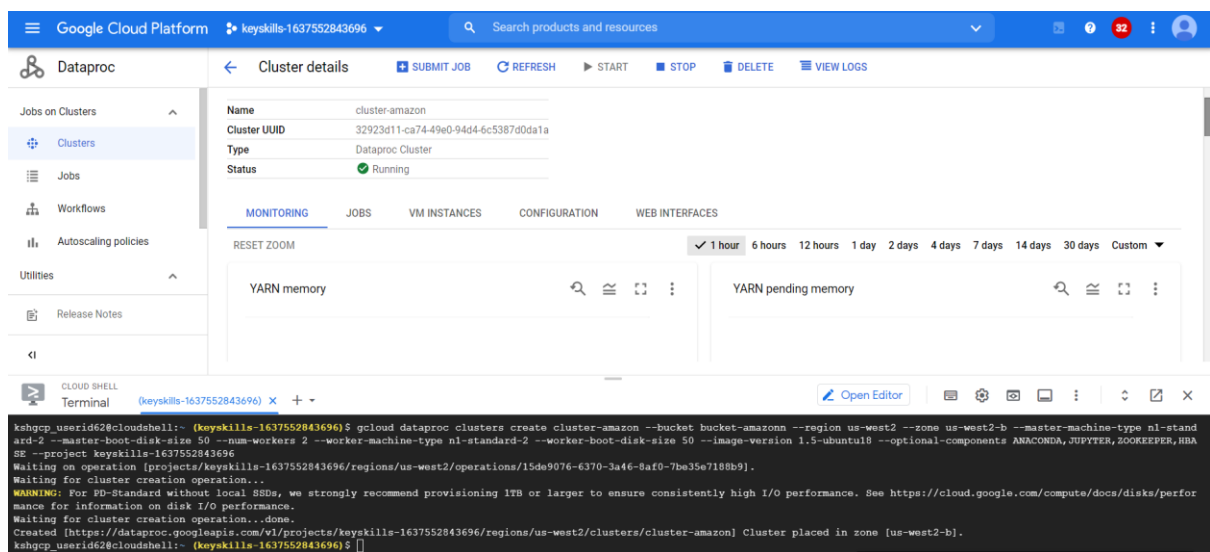 Google Cloud Platform keyskills-1637552843696 Search products and resources 32
Dataproc Cluster details SUBMIT JOB REFRESH START STOP DELETE VIEW LOGS
Jobs on Clusters
Clusters
Jobs
Workflows
Autoscaling policies
Utilities
Release Notes
Name cluster-amazon
Cluster UUID 32923d11-ca74-49e0-94d4-6c5387d0da1a
Type Dataproc Cluster
Status Running
MONITORING JOBS VM INSTANCES CONFIGURATION WEB INTERFACES
RESET ZOOM 1 hour 6 hours 12 hours 1 day 2 days 4 days 7 days 14 days 30 days Custom
YARN memory YARN pending memory
CLOUD SHELL
Terminal (keyskills-1637552843696) Open Editor
kshgcp_userid62@cloudshell:~ (keyskills-1637552843696)$ gcloud dataproc clusters create cluster-amazon --bucket bucket-amazonn --region us-west2 --zone us-west2-b --master-machine-type n1-stand
ard-2 --master-boot-disk-size 50 --num-workers 2 --worker-machine-type n1-standard-2 --worker-boot-disk-size 50 --image-version 1.5-ubuntu18 --optional-components ANACONDA,JUPYTER,ZOOKEEPER,HBA
SE --project keyskills-1637552843696
Waiting on operation [projects/keyskills-1637552843696/regions/us-west2/operations/15de9076-6370-3a46-8af0-7be35e7188b9].
Waiting for cluster creation operation...
WARNING: For PD-Standard without local SSDs, we strongly recommend provisioning 1TB or larger to ensure consistently high I/O performance. See https://cloud.google.com/compute/docs/disks/perfor
mance for information on disk I/O performance.
Waiting for cluster creation operation...done.
Created [https://dataproc.googleapis.com/v1/projects/keyskills-1637552843696/regions/us-west2/clusters/cluster-amazon] Cluster placed in zone [us-west2-b].
kshgcp_userid62@cloudshell:~ (keyskills-1637552843696)$